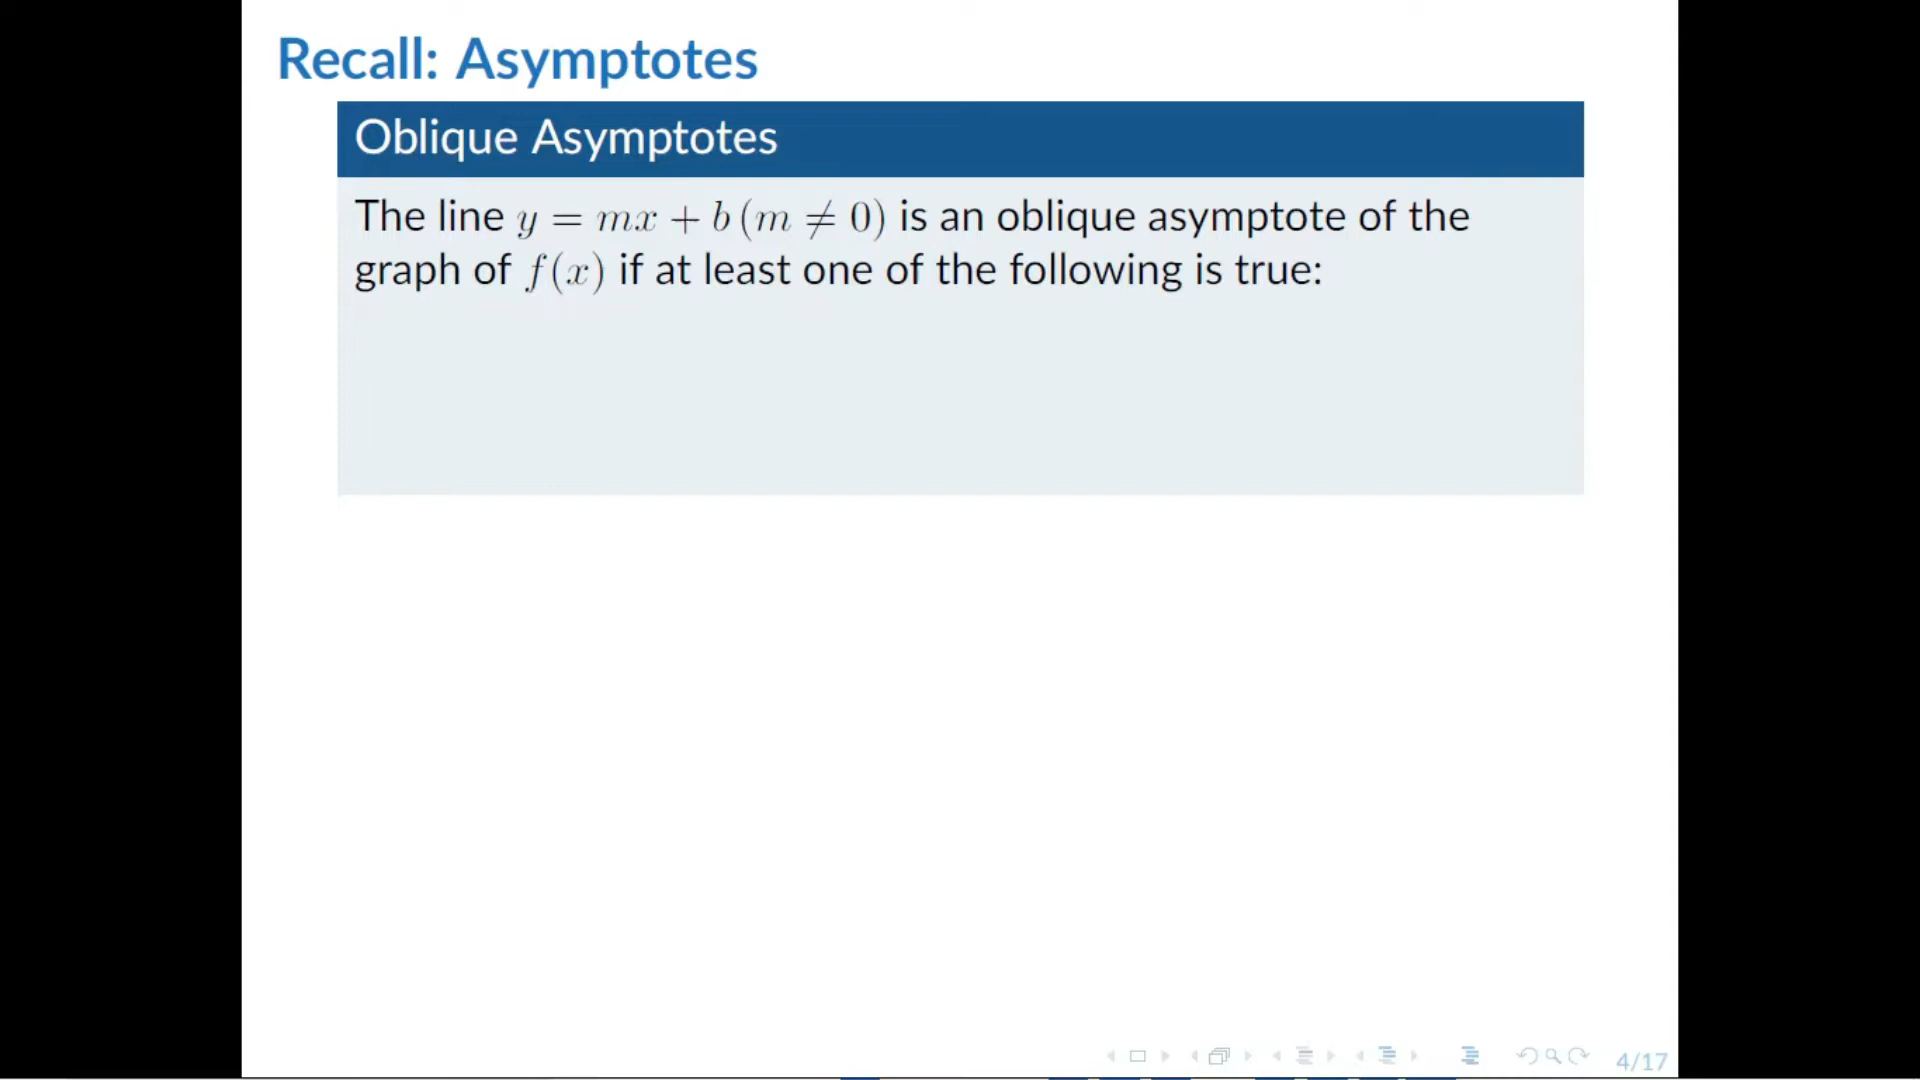 Recall: Asymptotes
Oblique Asymptotes
The line y = mx + b (m ≠ 0) is an oblique asymptote of the
graph of f(x) if at least one of the following is true:
4/17